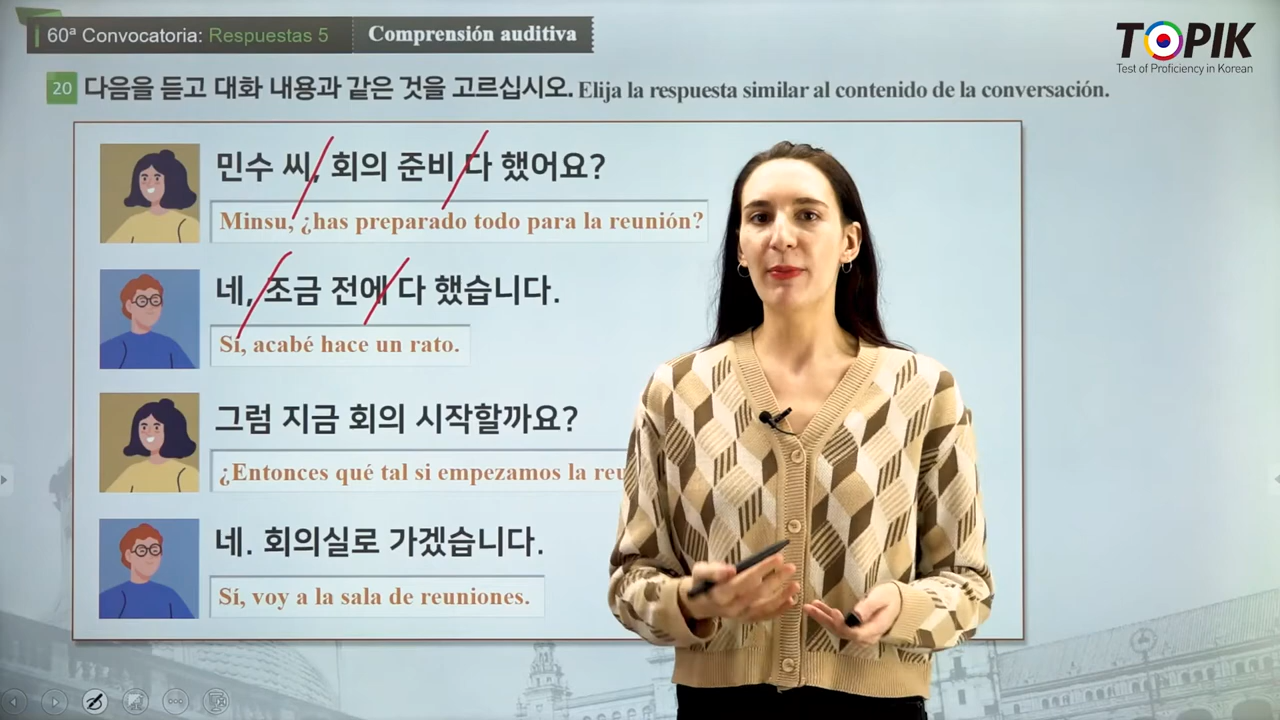 60ª Convocatoria: Respuestas 5
Comprensión auditiva
TOPIK
Test of Proficiency in Korean
20 다음을 듣고 대화 내용과 같은 것을 고르십시오. Elija la respuesta similar al contenido de la conversación.
민수 씨, 회의 준비 다 했어요?
Minsu, ¿has preparado todo para la reunión?
네, 조금 전에 다 했습니다.
Sí, acabé hace un rato.
그럼 지금 회의 시작할까요?
¿Entonces qué tal si empezamos la
네. 회의실로 가겠습니다.
Sí, voy a la sala de reuniones.